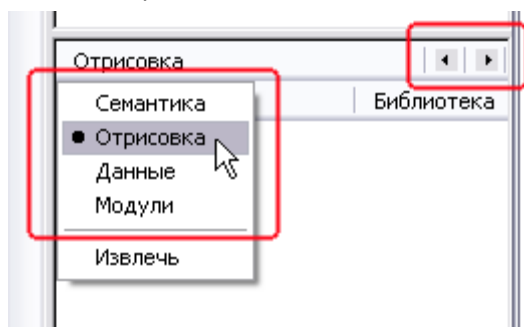 Отрисовка
Библиотека
Семантика
Отрисовка
Данные
Модули
Извлечь